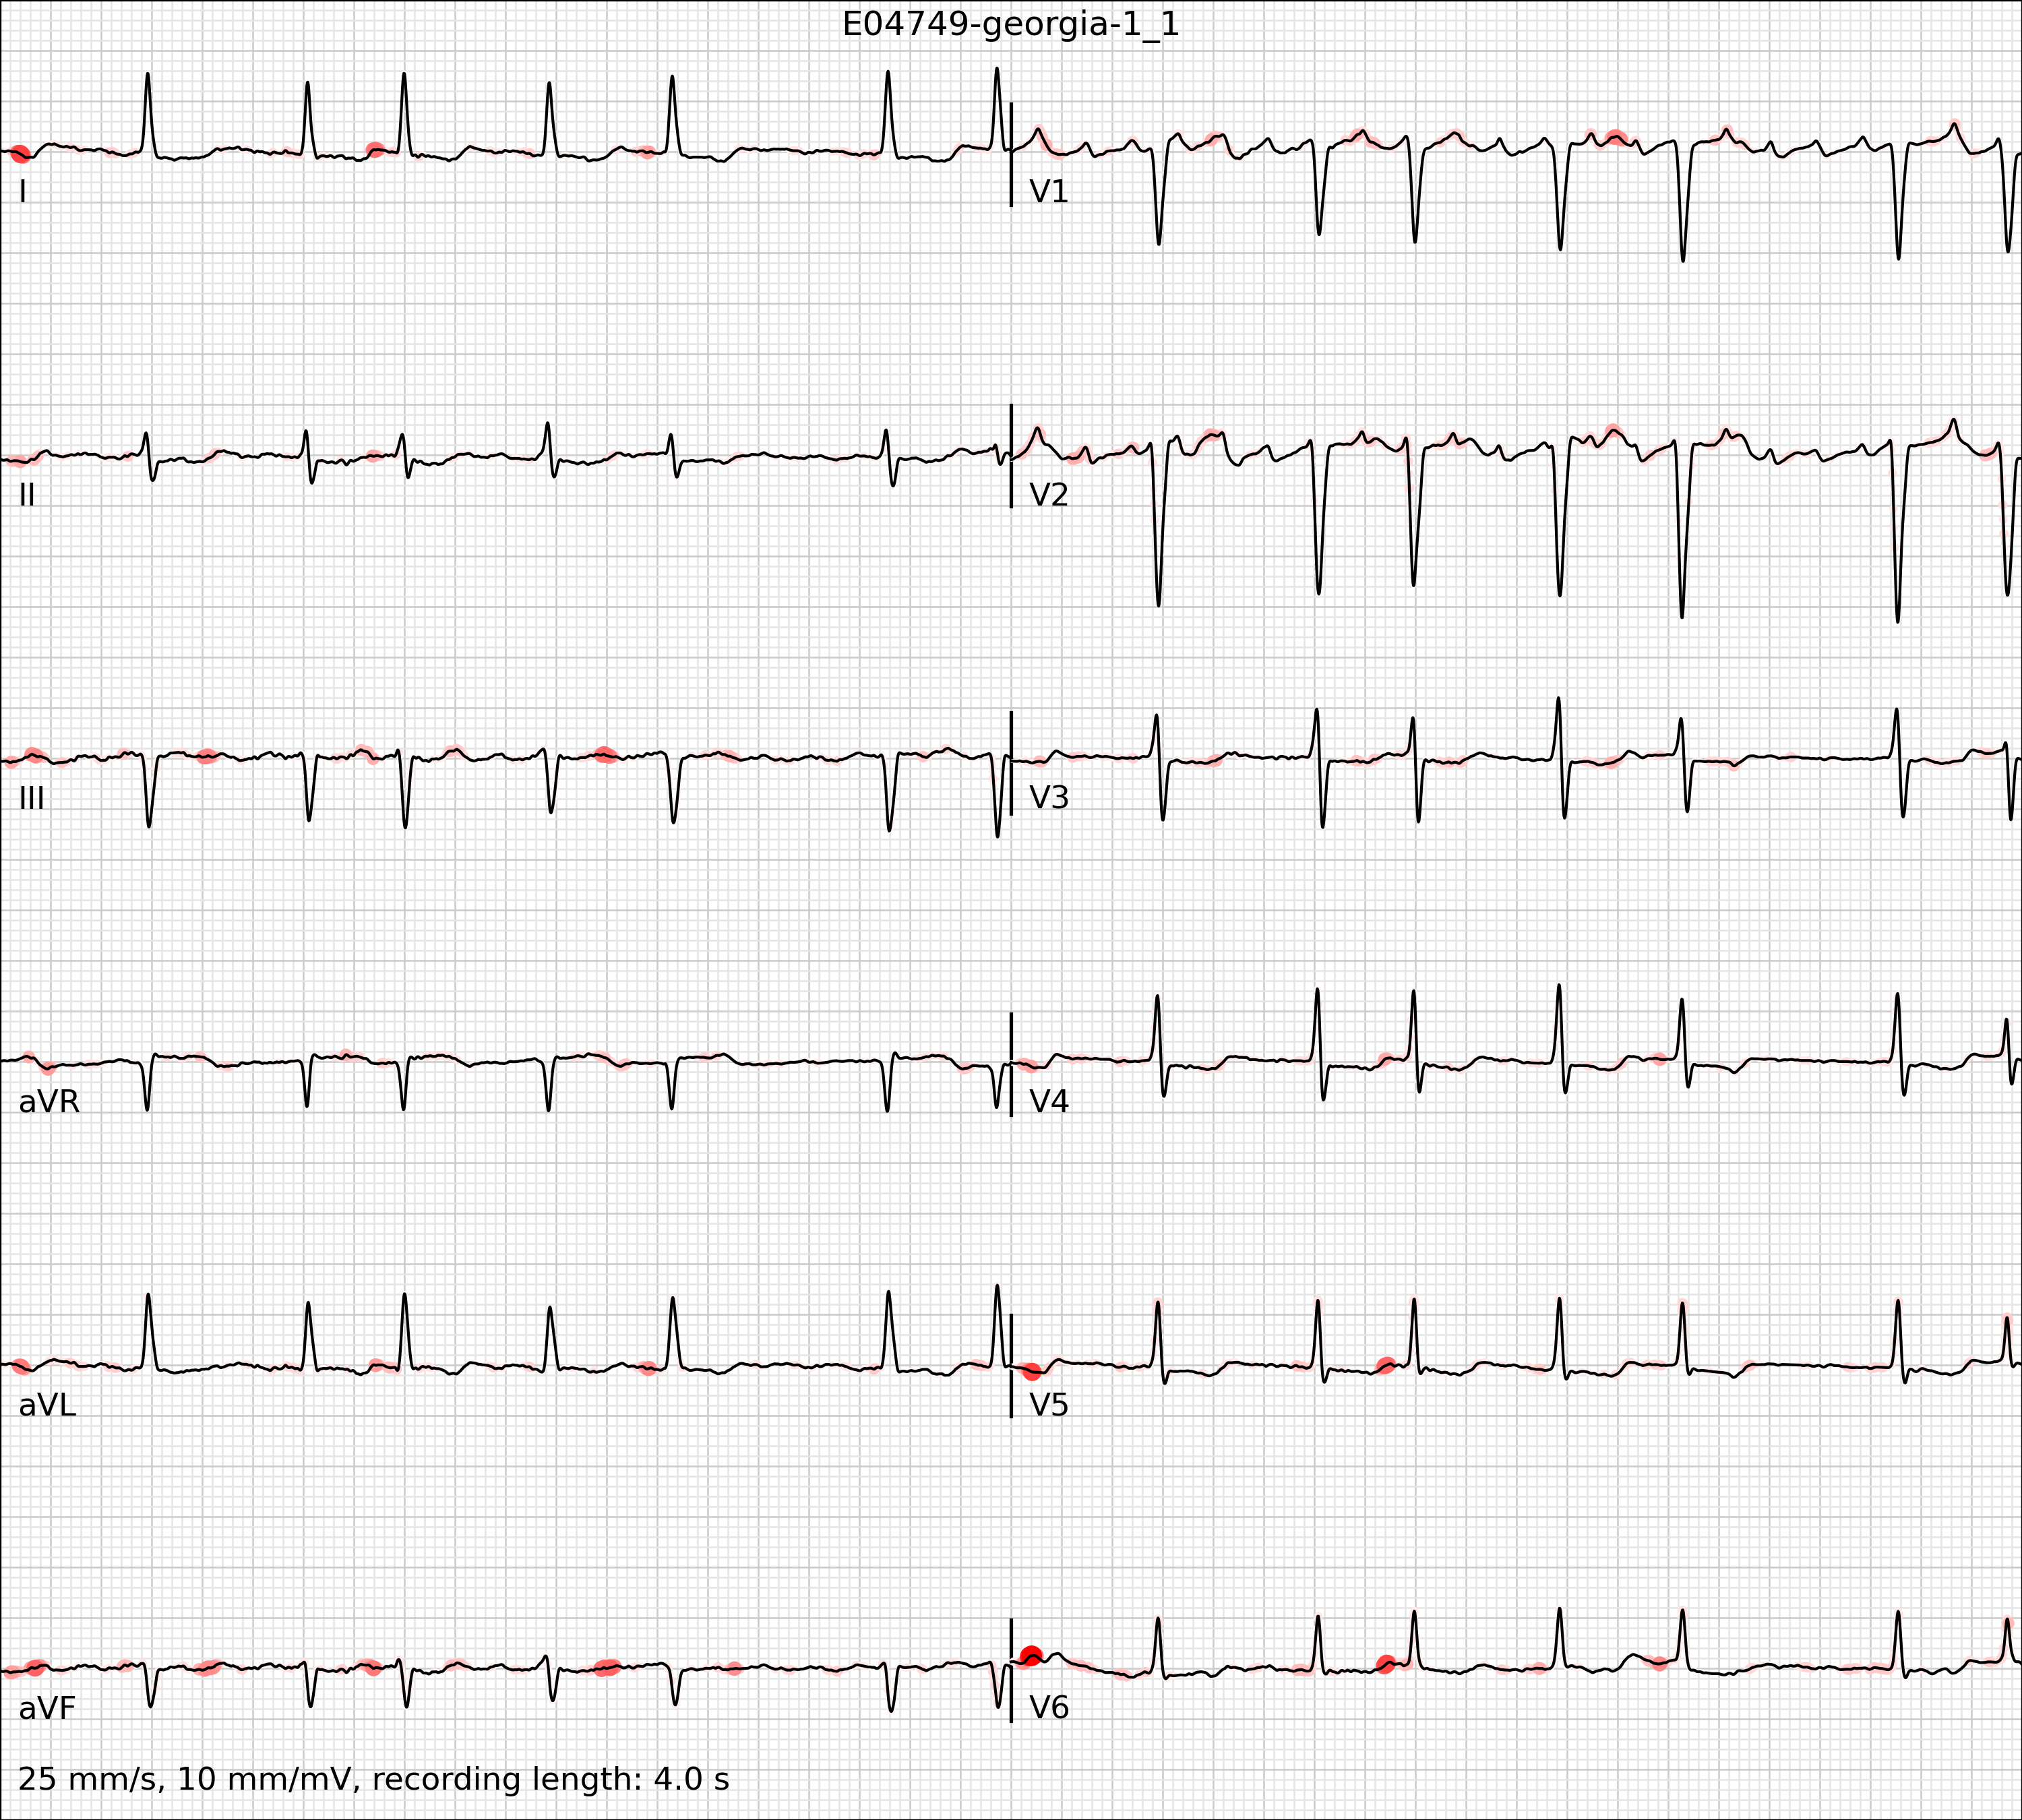 E04749-georgia-1_1
I
V1
II
V2
III
V3
aVR
V4
aVL
V5
aVF
V6
25 mm/s, 10 mm/mV, recording length: 4.0 s